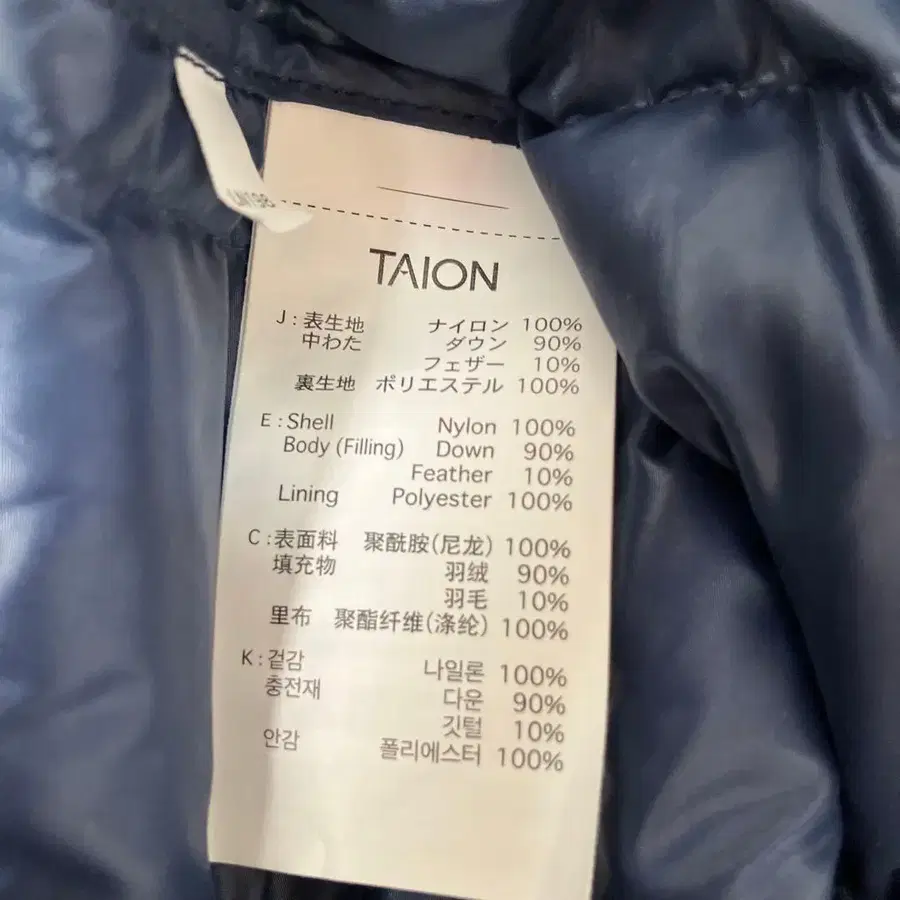 TAION
J : 表生地 ナイロン 100%
中わた ダウン 90%
フェザー 10%
裏生地 ポリエステル 100%
E : Shell Nylon 100%
Body (Filling) Down 90%
Feather 10%
Lining Polyester 100%
C : 表面料 聚酰胺(尼龙) 100%
填充物 羽绒 90%
羽毛 10%
里布 聚酯纤维(涤纶) 100%
K : 겉감 나일론 100%
충전재 다운 90%
깃털 10%
안감 폴리에스터 100%